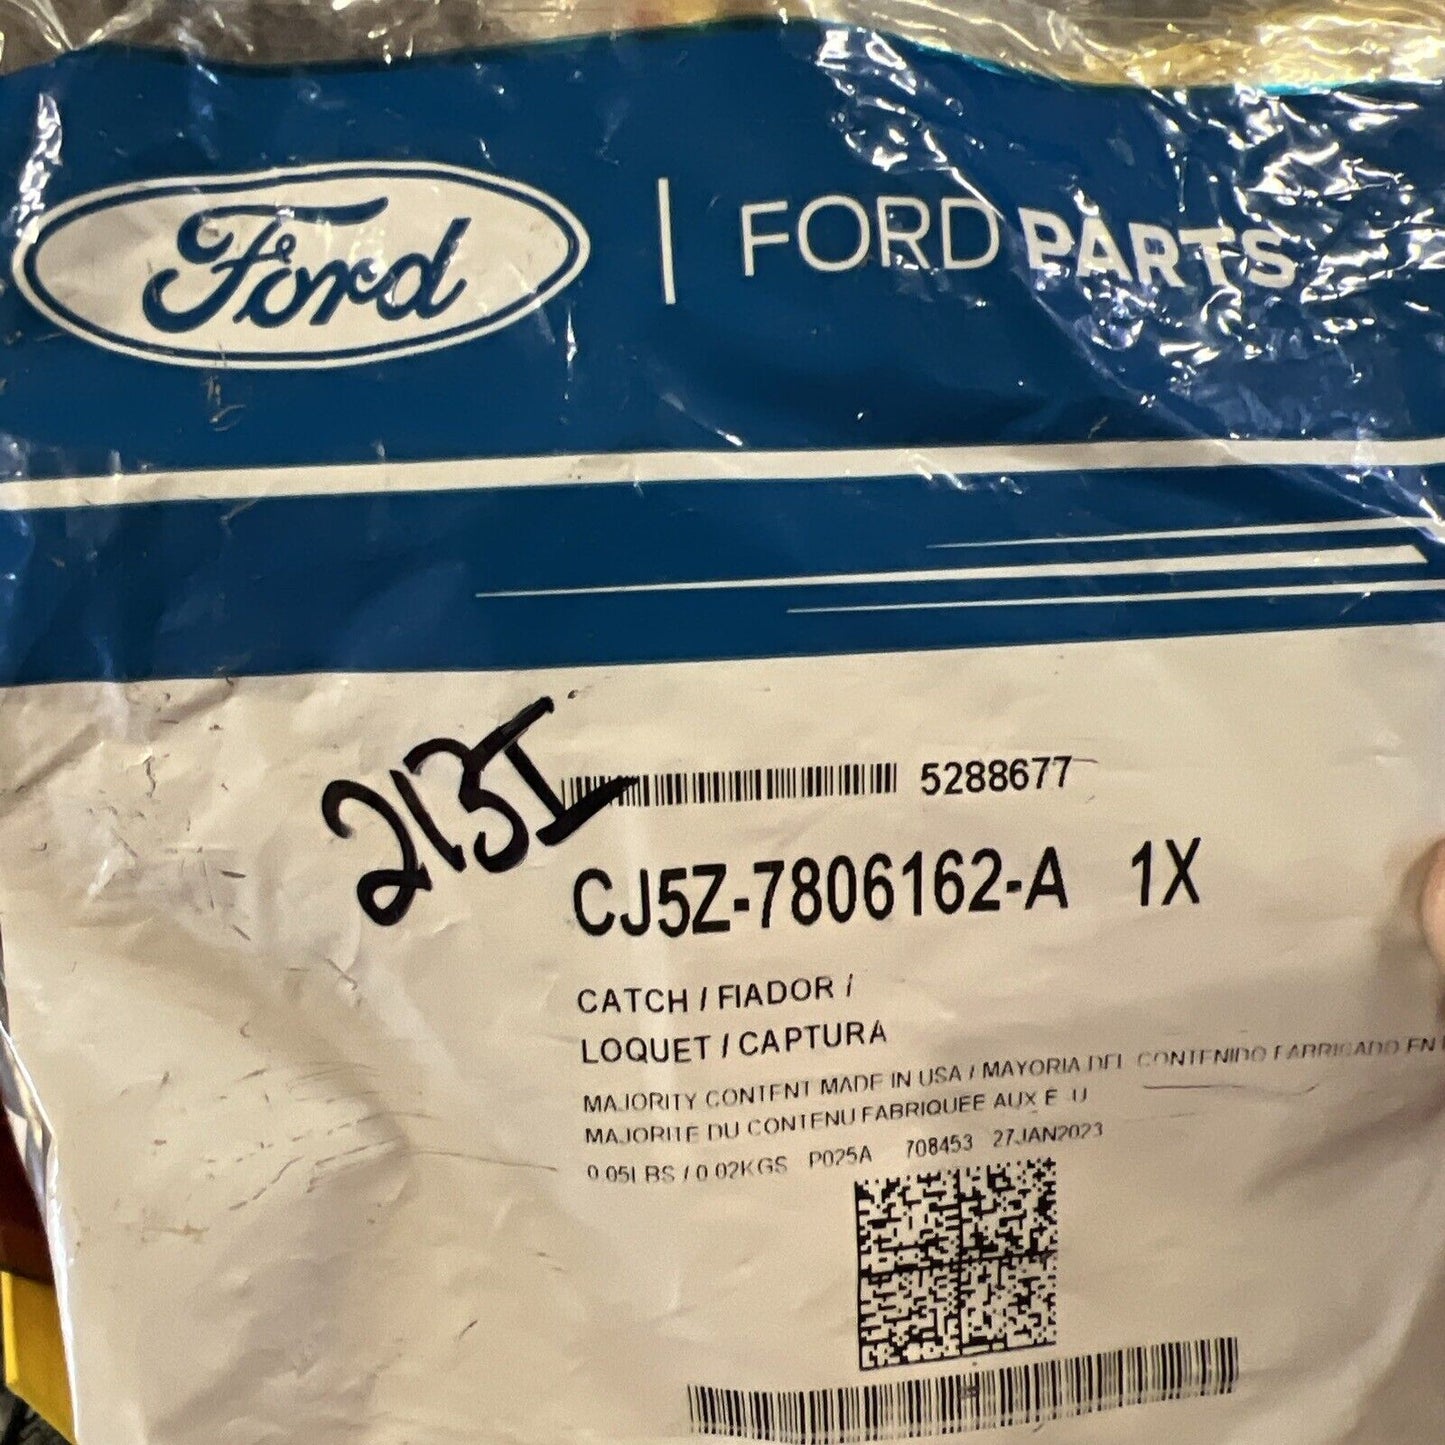 Ford | FORD PARTS
213I
5288677
CJ5Z-7806162-A 1X
CATCH / FIADOR /
LOQUET / CAPTURA
MAJORITY CONTENT MADE IN USA / MAYORIA DEL CONTENIDO FABRICADO EN
MAJORITE DU CONTENU FABRIQUEE AUX E-U
0.05LBS / 0.02KGS P025A 708453 27JAN2023